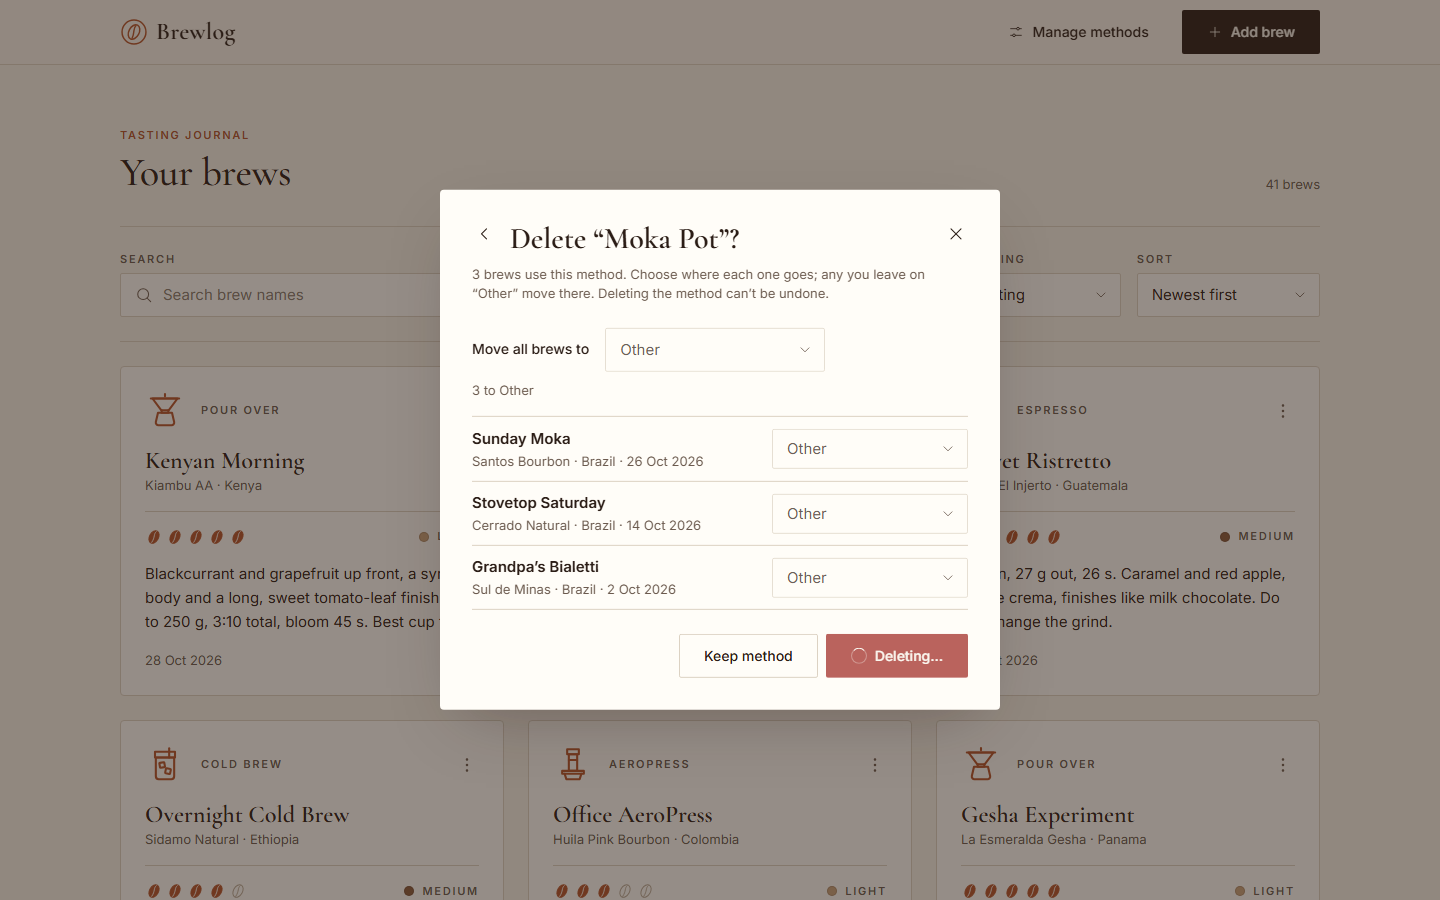 Brewlog
Manage methods
Add brew
TASTING JOURNAL
Your brews
41 brews
SEARCH
SORT
Search brew names
Newest first
Delete “Moka Pot”?
3 brews use this method. Choose where each one goes; any you leave on
“Other” move there. Deleting the method can’t be undone.
Move all brews to
Other
3 to Other
Sunday Moka
Santos Bourbon · Brazil · 26 Oct 2026
Other
Stovetop Saturday
Cerrado Natural · Brazil · 14 Oct 2026
Other
Grandpa’s Bialetti
Sul de Minas · Brazil · 2 Oct 2026
Other
Keep method
Deleting…
POUR OVER
Kenyan Morning
Kiambu AA · Kenya
Blackcurrant and grapefruit up front, a
body and a long, sweet tomato-leaf finish
to 250 g, 3:10 total, bloom 45 s. Best cup
28 Oct 2026
ESPRESSO
Ristretto
El Injerto · Guatemala
MEDIUM
27 g out, 26 s. Caramel and red apple,
crema, finishes like milk chocolate. Do
the grind.
2026
COLD BREW
Overnight Cold Brew
Sidamo Natural · Ethiopia
MEDIUM
AEROPRESS
Office AeroPress
Huila Pink Bourbon · Colombia
LIGHT
POUR OVER
Gesha Experiment
La Esmeralda Gesha · Panama
LIGHT